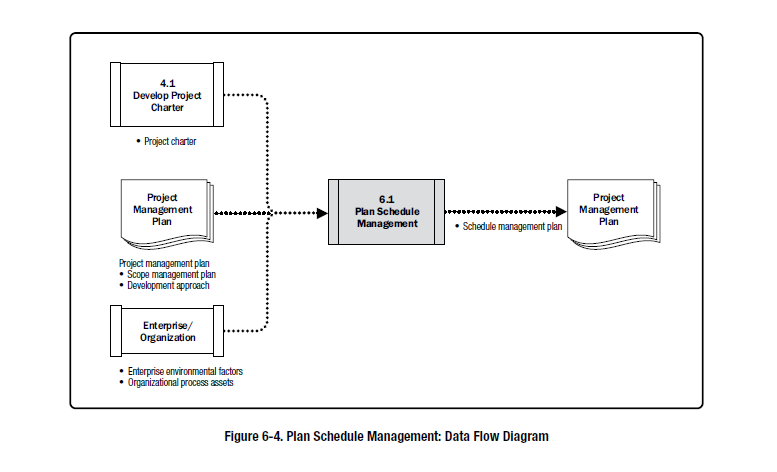 4.1
Develop Project
Charter
• Project charter
Project
Management
Plan
Project management plan
• Scope management plan
• Development approach
Enterprise/
Organization
• Enterprise environmental factors
• Organizational process assets
6.1
Plan Schedule
Management
• Schedule management plan
Project
Management
Plan
Figure 6-4. Plan Schedule Management: Data Flow Diagram